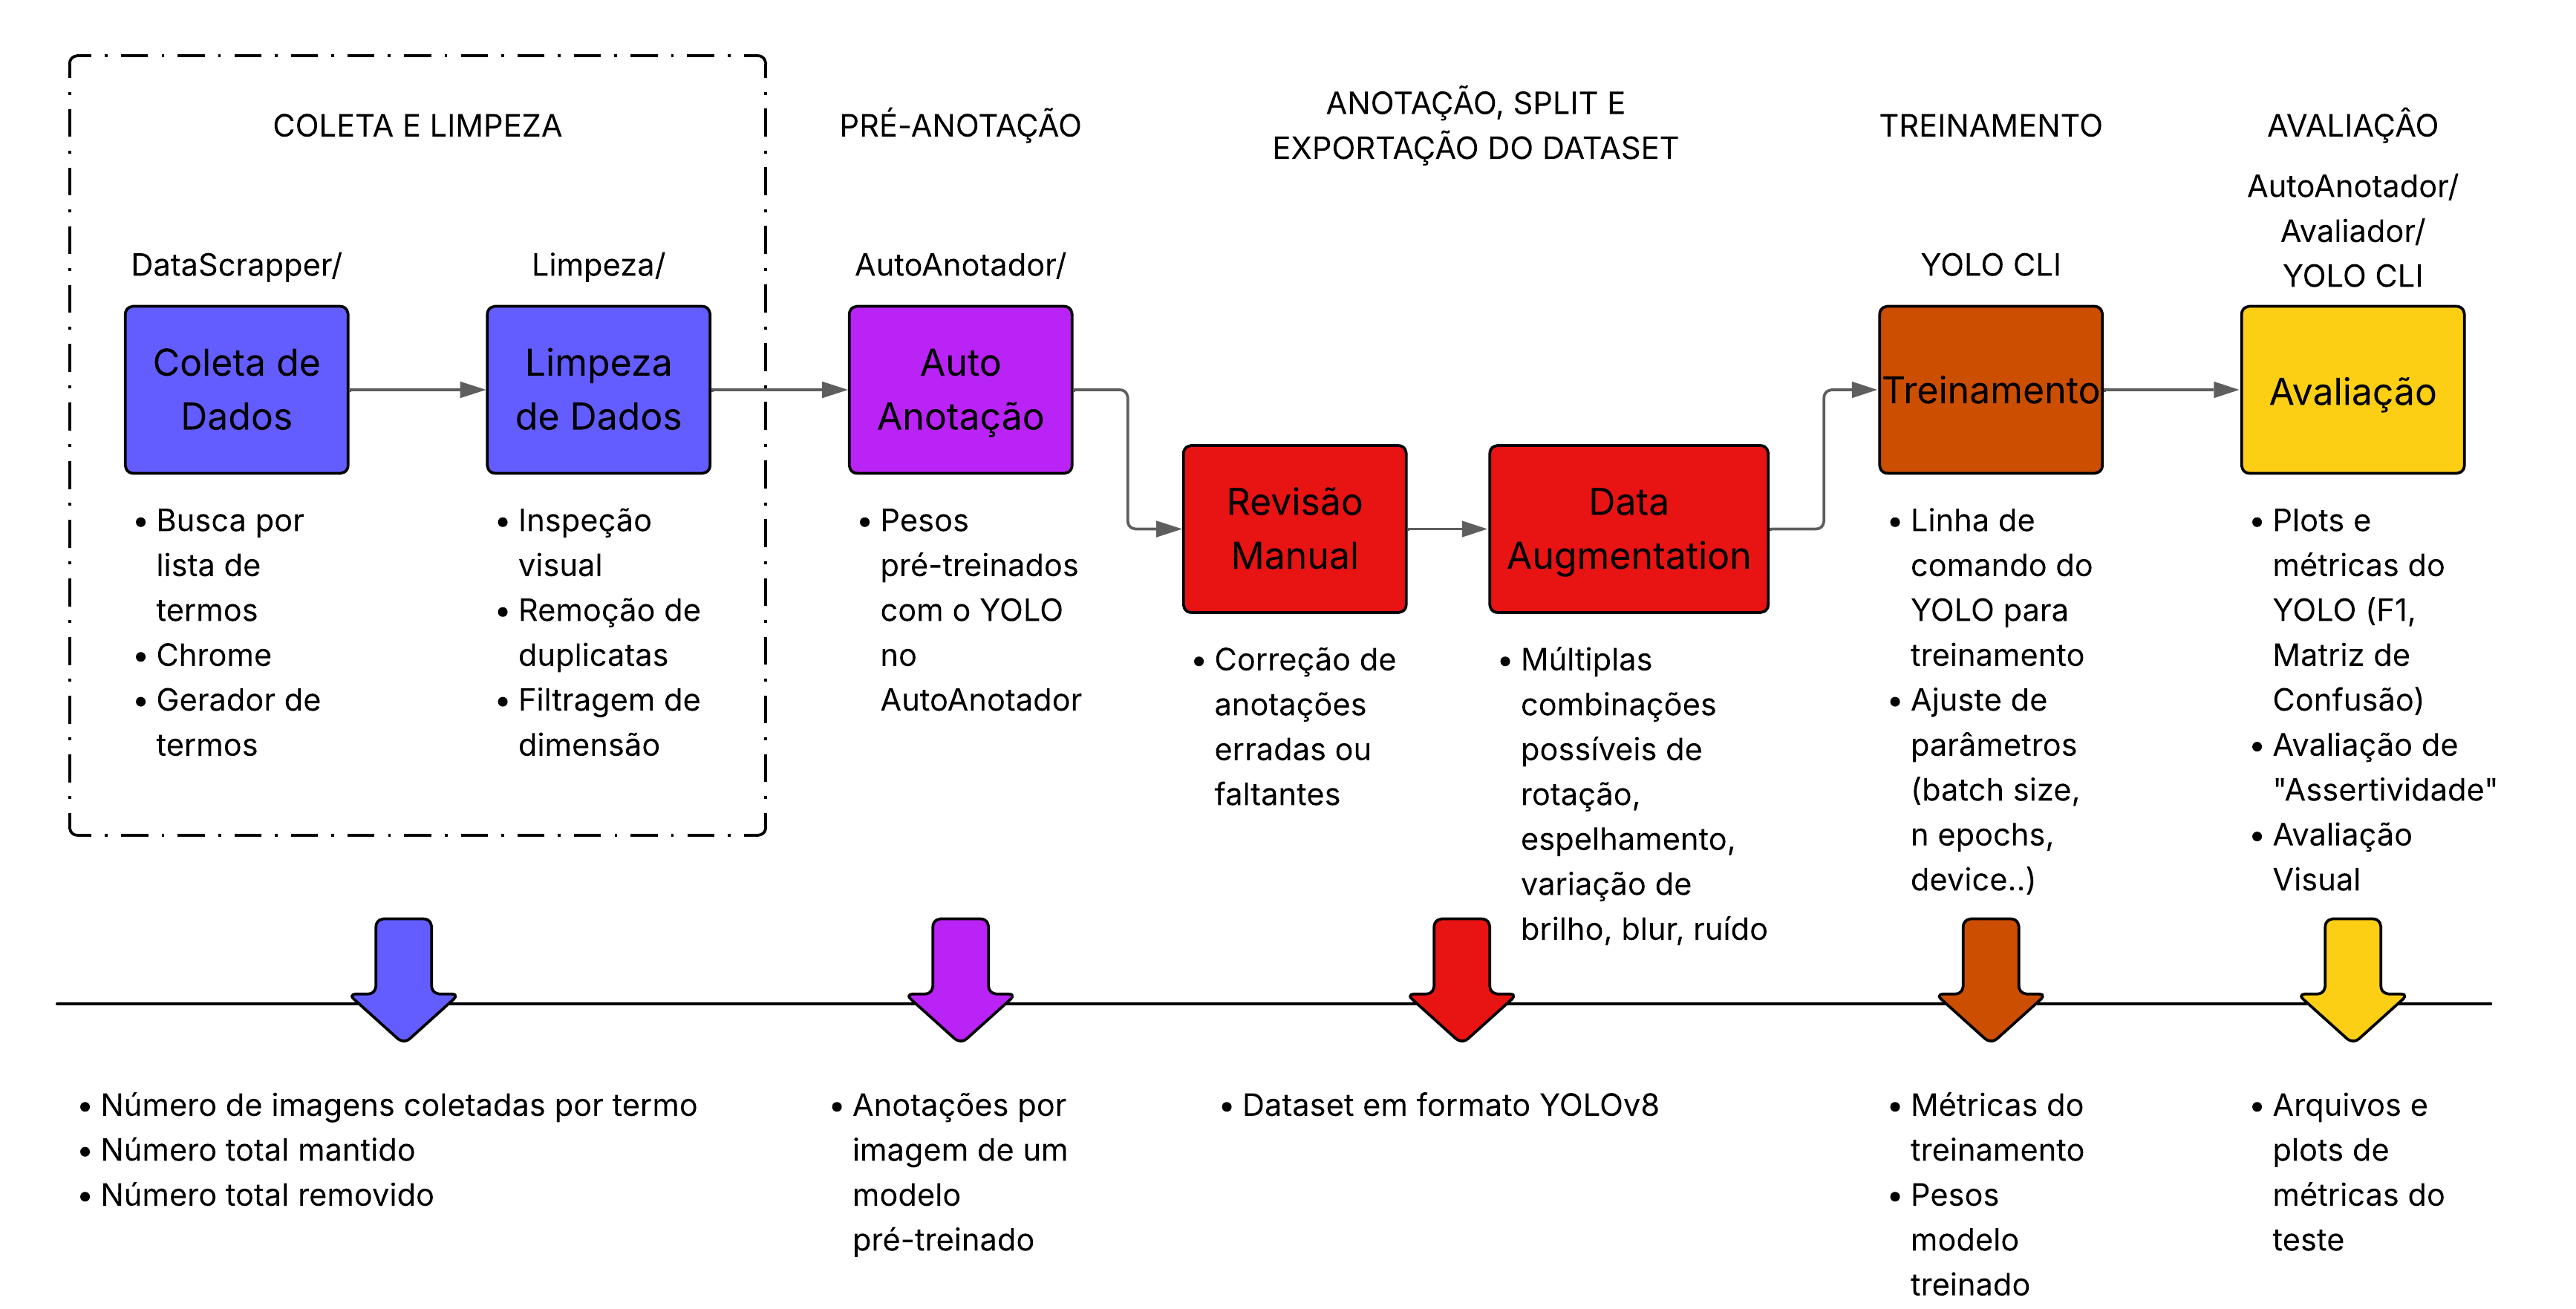 COLETA E LIMPEZA
DataScrapper/
Coleta de
Dados
• Busca por
lista de
termos
• Chrome
• Gerador de
termos
Limpeza/
Limpeza
de Dados
• Inspeção
visual
• Remoção de
duplicatas
• Filtragem de
dimensão
PRÉ-ANOTAÇÃO
AutoAnotador/
Auto
Anotação
• Pesos
pré-treinados
com o YOLO
no
AutoAnotador
ANOTAÇÃO, SPLIT E
EXPORTAÇÃO DO DATASET
Revisão
Manual
• Correção de
anotações
erradas ou
faltantes
Data
Augmentation
• Múltiplas
combinações
possíveis de
rotação,
espelhamento,
variação de
brilho, blur, ruído
TREINAMENTO
YOLO CLI
Treinamento
• Linha de
comando do
YOLO para
treinamento
• Ajuste de
parâmetros
(batch size,
n epochs,
device..)
AVALIAÇÂO
AutoAnotador/
Avaliador/
YOLO CLI
Avaliação
• Plots e
métricas do
YOLO (F1,
Matriz de
Confusão)
• Avaliação de
"Assertividade"
• Avaliação
Visual
• Número de imagens coletadas por termo
• Número total mantido
• Número total removido
• Anotações por
imagem de um
modelo
pré-treinado
• Dataset em formato YOLOv8
• Métricas do
treinamento
• Pesos
modelo
treinado
• Arquivos e
plots de
métricas do
teste